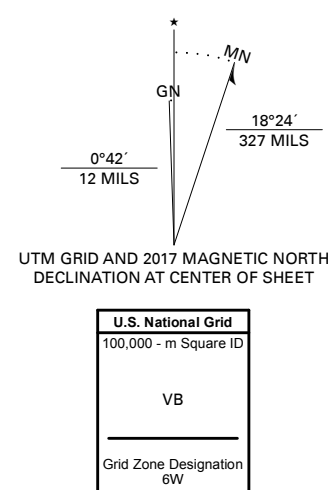 ★
MN
GN
18°24´
327 MILS
0°42´
12 MILS
UTM GRID AND 2017 MAGNETIC NORTH
DECLINATION AT CENTER OF SHEET
U.S. National Grid
100,000 - m Square ID
VB
Grid Zone Designation
6W